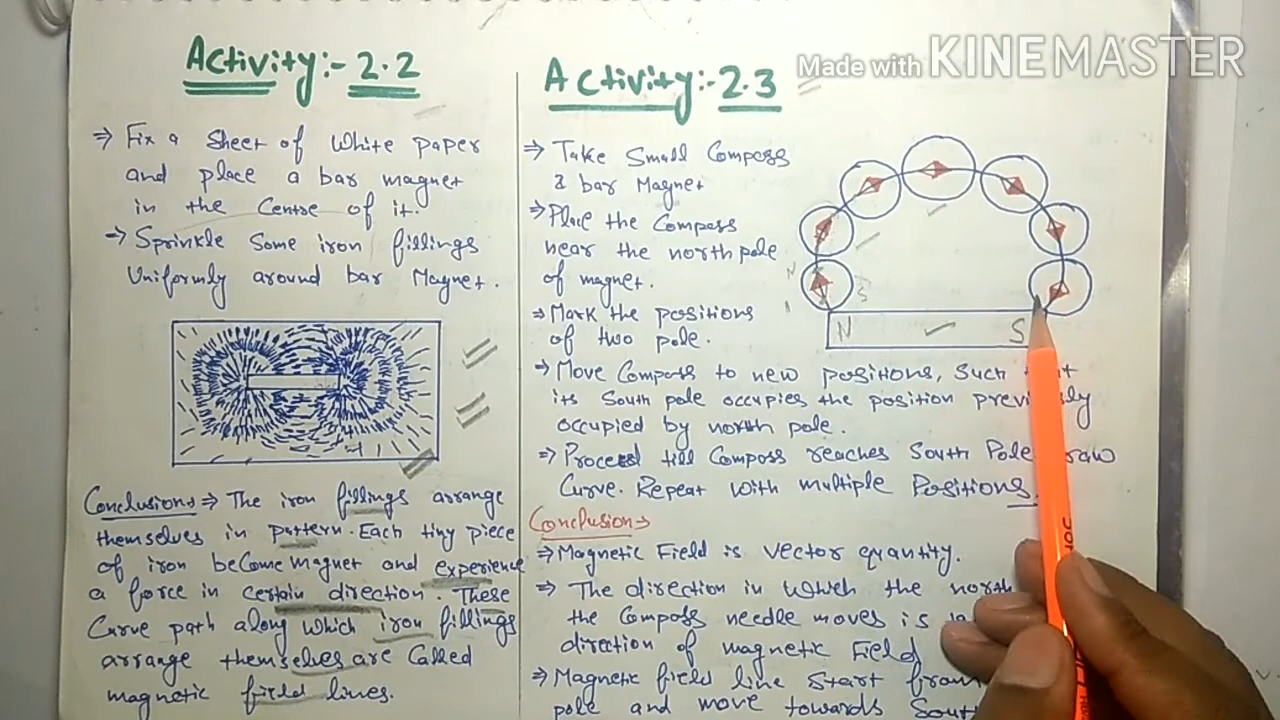 Made with KINEMASTER
Activity:- 2.2
⇒ Fix a sheet of white paper
and place a bar magnet
in the Centre of it.
→ Sprinkle Some iron fillings
Uniformly around bar Magnet.
Conclusion ⇒ The iron fillings arrange
themselves in pattern. Each tiny piece
of iron become magnet and experience
a force in certain direction. These
Curve path along which iron fillings
arrange themselves are Called
magnetic field lines.
Activity:- 2.3
⇒ Take Small Compass
& bar Magnet
⇒ Place the Compass
near the north pole
of magnet.
⇒ Mark the positions
of two pole.
⇒ Move Compass to new positions, Such
its South pole occupies the position previously
occupied by north pole.
⇒ Proceed till Compass reaches South Pole
Curve. Repeat with multiple Positions.
N
S
N
S
Conclusion→
⇒ Magnetic Field is vector quantity.
⇒ The direction in which the north
the Compass needle moves is
direction of magnetic Field
⇒ Magnetic field line Start from
pole and move towards South